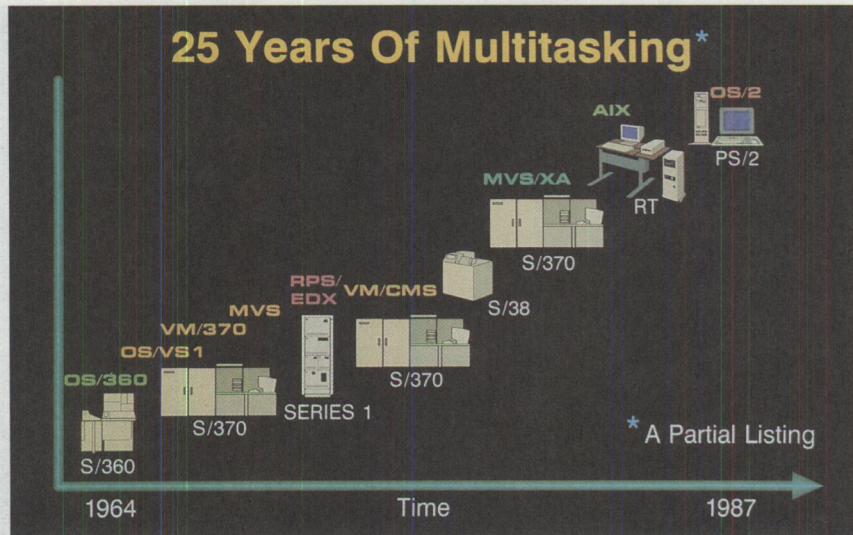 25 Years Of Multitasking*
OS/2
AIX
PS/2
MVS/XA
RT
S/370
RPS/
EDX
VM/CMS
S/38
MVS
VM/370
OS/VS1
S/370
OS/360
S/370
SERIES 1
* A Partial Listing
S/360
1964
Time
1987